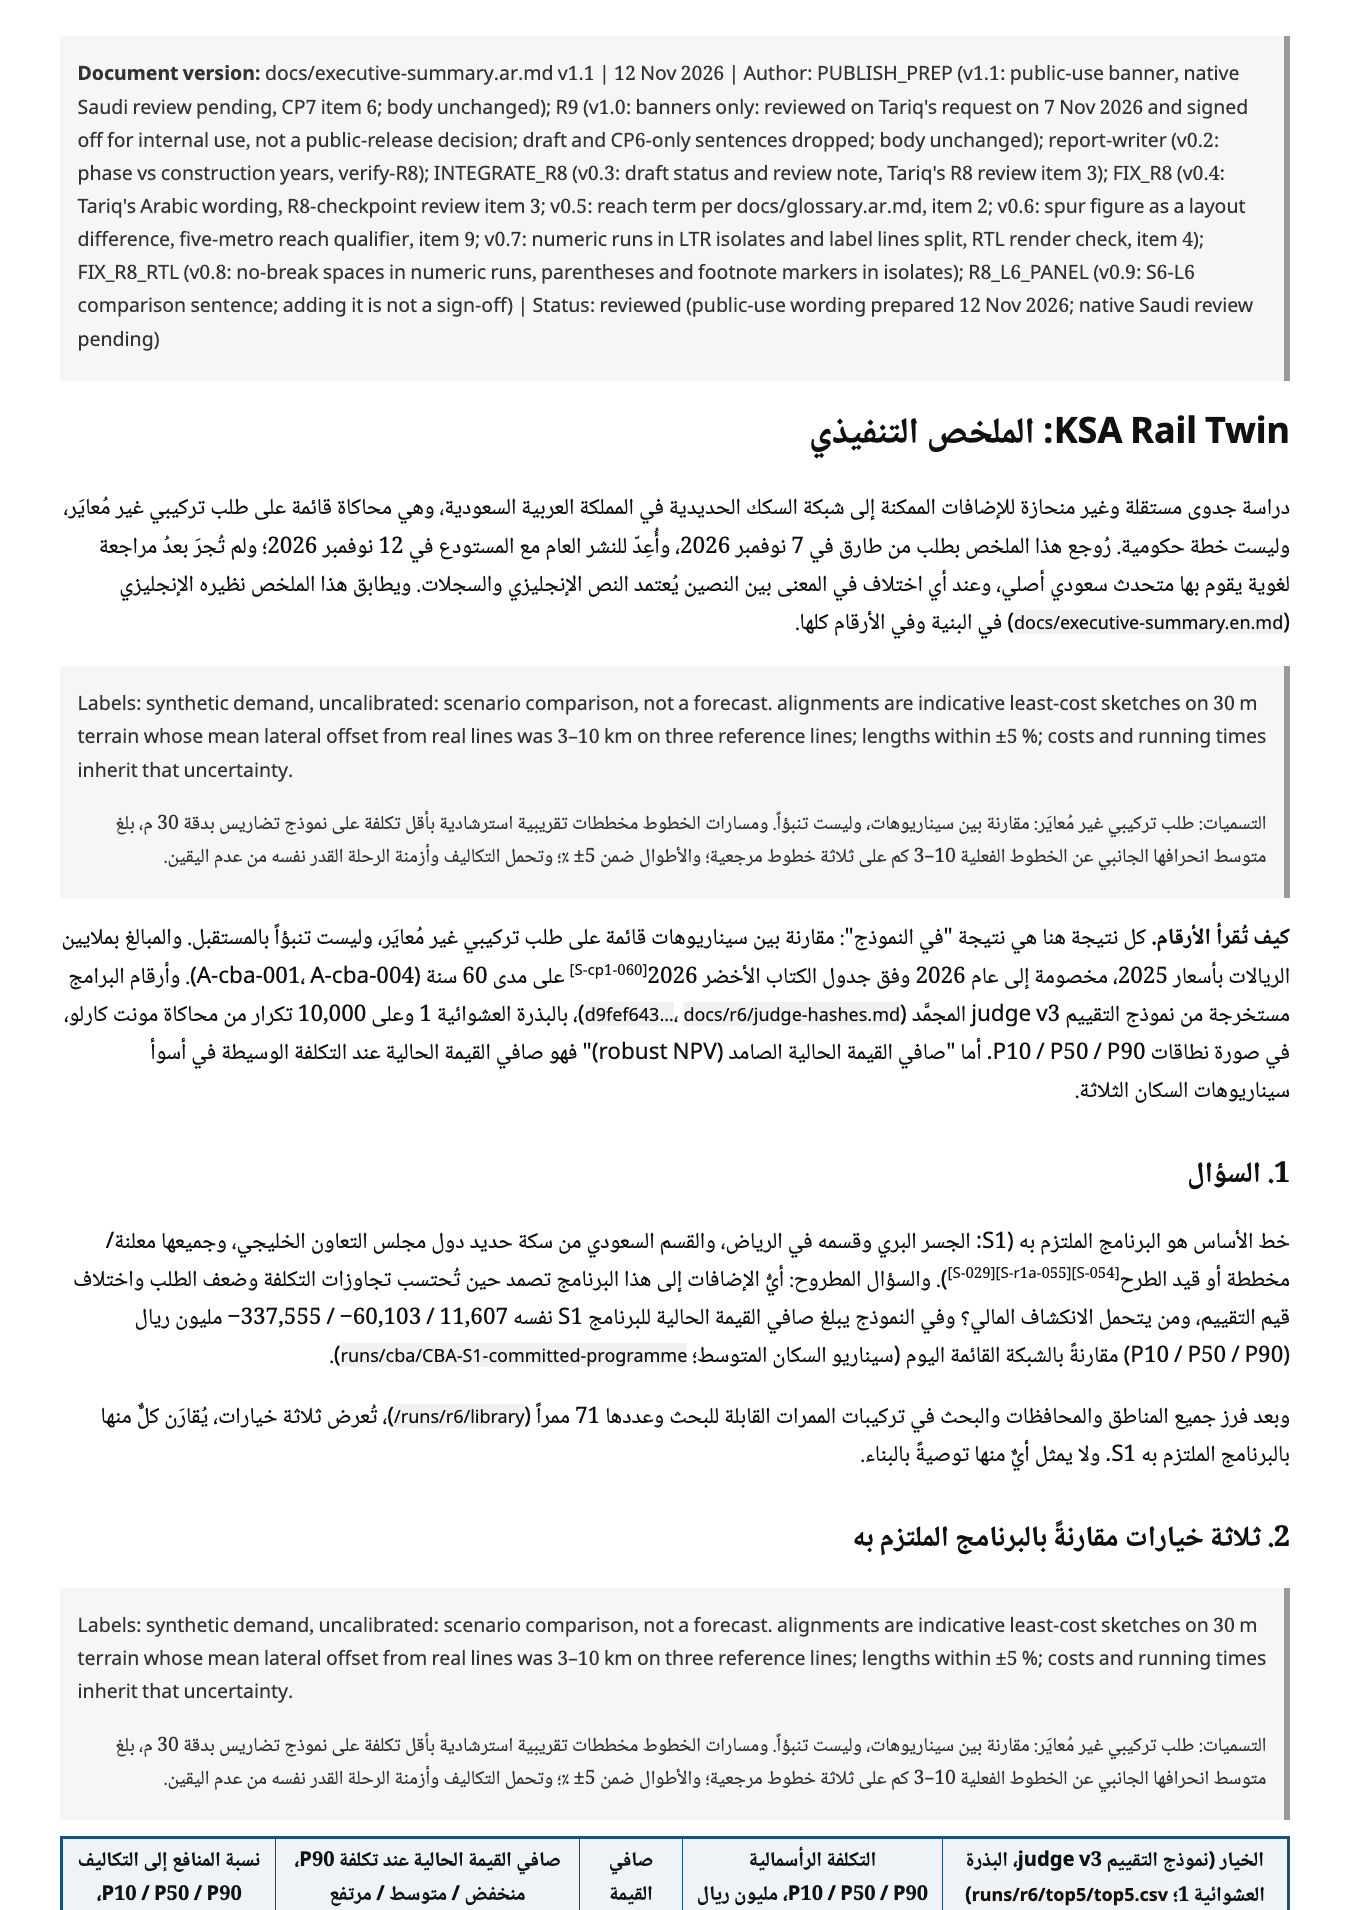 Document version: docs/executive-summary.ar.md v1.1 | 12 Nov 2026 | Author: PUBLISH_PREP (v1.1: public-use banner, native
Saudi review pending, CP7 item 6; body unchanged); R9 (v1.0: banners only: reviewed on Tariq's request on 7 Nov 2026 and signed
off for internal use, not a public-release decision; draft and CP6-only sentences dropped; body unchanged); report-writer (v0.2:
phase vs construction years, verify-R8); INTEGRATE_R8 (v0.3: draft status and review note, Tariq's R8 review item 3); FIX_R8 (v0.4:
Tariq's Arabic wording, R8-checkpoint review item 3; v0.5: reach term per docs/glossary.ar.md, item 2; v0.6: spur figure as a layout
difference, five-metro reach qualifier, item 9; v0.7: numeric runs in LTR isolates and label lines split, RTL render check, item 4);
FIX_R8_RTL (v0.8: no-break spaces in numeric runs, parentheses and footnote markers in isolates); R8_L6_PANEL (v0.9: S6-L6
comparison sentence; adding it is not a sign-off) | Status: reviewed (public-use wording prepared 12 Nov 2026; native Saudi review
pending)
KSA Rail Twin: الملخص التنفيذي
دراسة جدوى مستقلة وغير منحازة للإضافات الممكنة إلى شبكة السكك الحديدية في المملكة العربية السعودية، وهي محاكاة قائمة على طلب تركيبي غير مُعايَر،
وليست خطة حكومية. رُوجع هذا الملخص بطلب من طارق في 7 نوفمبر 2026، وأُعِدّ للنشر العام مع المستودع في 12 نوفمبر 2026؛ ولم تُجرَ بعدُ مراجعة
لغوية يقوم بها متحدث سعودي أصلي، وعند أي اختلاف في المعنى بين النصين يُعتمد النص الإنجليزي والسجلات. ويطابق هذا الملخص نظيره الإنجليزي
(docs/executive-summary.en.md) في البنية وفي الأرقام كلها.
Labels: synthetic demand, uncalibrated: scenario comparison, not a forecast. alignments are indicative least-cost sketches on 30 m
terrain whose mean lateral offset from real lines was 3–10 km on three reference lines; lengths within ±5 %; costs and running times
inherit that uncertainty.
التسميات: طلب تركيبي غير مُعايَر: مقارنة بين سيناريوهات، وليست تنبؤاً. ومسارات الخطوط مخططات تقريبية استرشادية بأقل تكلفة على نموذج تضاريس بدقة 30 م، بلغ
متوسط انحرافها الجانبي عن الخطوط الفعلية 3–10 كم على ثلاثة خطوط مرجعية؛ والأطوال ضمن ±5 ٪؛ وتحمل التكاليف وأزمنة الرحلة القدر نفسه من عدم اليقين.
كيف تُقرأ الأرقام. كل نتيجة هنا هي نتيجة "في النموذج": مقارنة بين سيناريوهات قائمة على طلب تركيبي غير مُعايَر، وليست تنبؤاً بالمستقبل. والمبالغ بملايين
الريالات بأسعار 2025، مخصومة إلى عام 2026 وفق جدول الكتاب الأخضر 2026[S-cp1-060] على مدى 60 سنة (A-cba-001، A-cba-004). وأرقام البرامج
مستخرجة من نموذج التقييم judge v3 المجمَّد (docs/r6/judge-hashes.md، d9fef643…)، بالبذرة العشوائية 1 وعلى 10,000 تكرار من محاكاة مونت كارلو،
في صورة نطاقات P10 / P50 / P90. أما "صافي القيمة الحالية الصامد (robust NPV)" فهو صافي القيمة الحالية عند التكلفة الوسيطة في أسوأ
سيناريوهات السكان الثلاثة.
1. السؤال
خط الأساس هو البرنامج الملتزم به (S1: الجسر البري وقسمه في الرياض، والقسم السعودي من سكة حديد دول مجلس التعاون الخليجي، وجميعها معلنة/
مخططة أو قيد الطرح[S-029][S-r1a-055][S-054]). والسؤال المطروح: أيُّ الإضافات إلى هذا البرنامج تصمد حين تُحتسب تجاوزات التكلفة وضعف الطلب واختلاف
قيم التقييم، ومن يتحمل الانكشاف المالي؟ وفي النموذج يبلغ صافي القيمة الحالية للبرنامج S1 نفسه −337,555 / −60,103 / 11,607 مليون ريال
(P10 / P50 / P90) مقارنةً بالشبكة القائمة اليوم (سيناريو السكان المتوسط؛ runs/cba/CBA-S1-committed-programme).
وبعد فرز جميع المناطق والمحافظات والبحث في تركيبات الممرات القابلة للبحث وعددها 71 ممراً (runs/r6/library/)، تُعرض ثلاثة خيارات، يُقارَن كلٌّ منها
بالبرنامج الملتزم به S1. ولا يمثل أيٌّ منها توصيةً بالبناء.
2. ثلاثة خيارات مقارنةً بالبرنامج الملتزم به
Labels: synthetic demand, uncalibrated: scenario comparison, not a forecast. alignments are indicative least-cost sketches on 30 m
terrain whose mean lateral offset from real lines was 3–10 km on three reference lines; lengths within ±5 %; costs and running times
inherit that uncertainty.
التسميات: طلب تركيبي غير مُعايَر: مقارنة بين سيناريوهات، وليست تنبؤاً. ومسارات الخطوط مخططات تقريبية استرشادية بأقل تكلفة على نموذج تضاريس بدقة 30 م، بلغ
متوسط انحرافها الجانبي عن الخطوط الفعلية 3–10 كم على ثلاثة خطوط مرجعية؛ والأطوال ضمن ±5 ٪؛ وتحمل التكاليف وأزمنة الرحلة القدر نفسه من عدم اليقين.
الخيار (نموذج التقييم judge v3، البذرة
العشوائية 1؛ runs/r6/top5/top5.csv)
التكلفة الرأسمالية
P10 / P50 / P90، مليون ريال
صافي
القيمة
صافي القيمة الحالية عند تكلفة P90،
منخفض / متوسط / مرتفع
نسبة المنافع إلى التكاليف
P10 / P50 / P90،